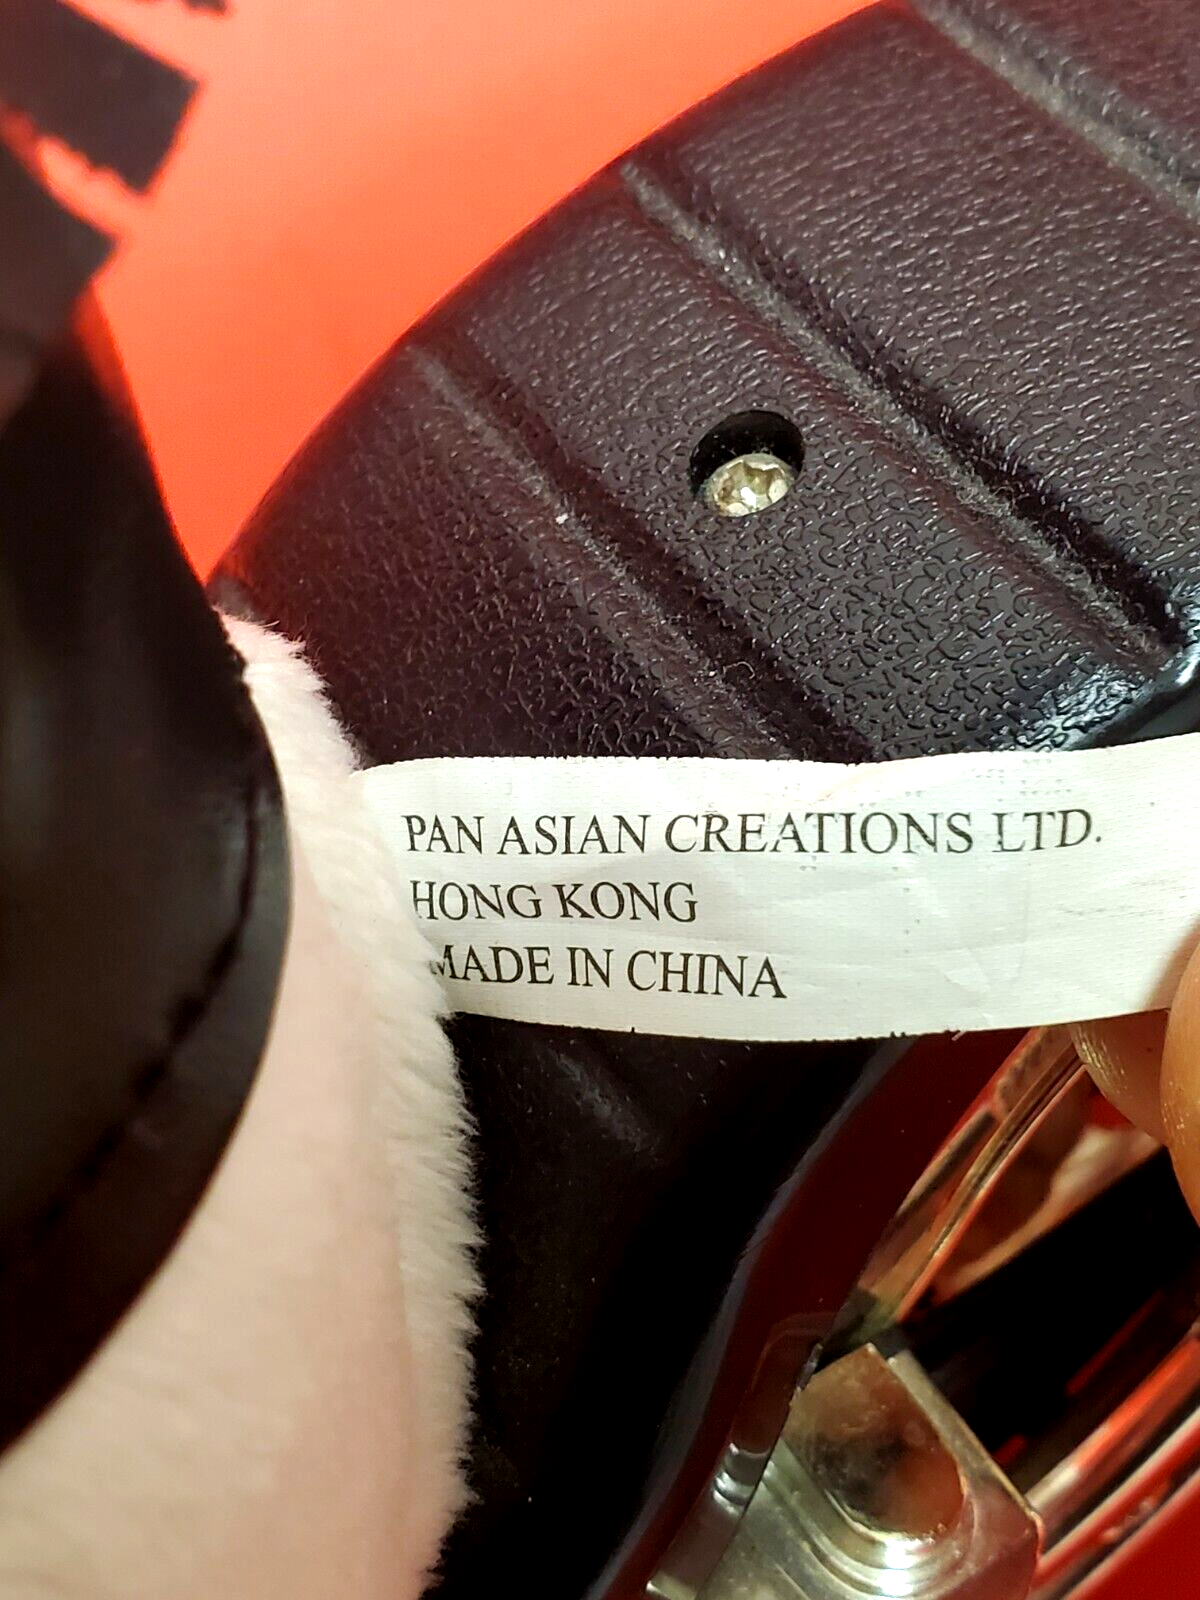 PAN ASIAN CREATIONS LTD.
HONG KONG
MADE IN CHINA